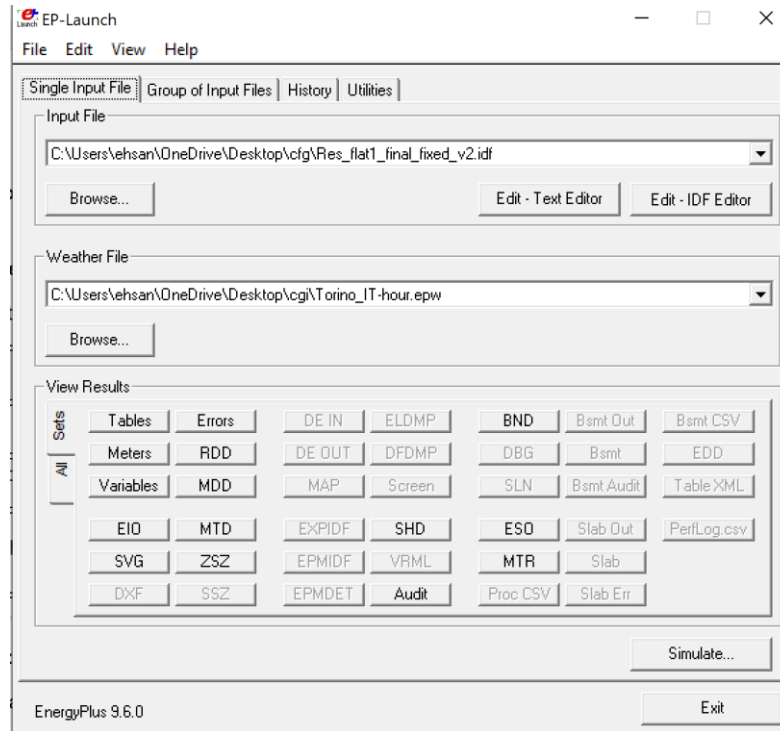 EP-Launch
File Edit View Help
Single Input File Group of Input Files History Utilities
Input File
C:\Users\ehsan\OneDrive\Desktop\cfg\Res_flat1_final_fixed_v2.idf
Browse... Edit - Text Editor Edit - IDF Editor
Weather File
C:\Users\ehsan\OneDrive\Desktop\cgi\Torino_IT-hour.epw
Browse...
View Results
Sets
All
Tables Errors DE IN ELDMP BND Bsmt Out Bsmt CSV
Meters RDD DE OUT DFDMP DBG Bsmt EDD
Variables MDD MAP Screen SLN Bsmt Audit Table XML
EIO MTD EXPIDF SHD ESO Slab Out PerfLog.csv
SVG ZSZ EPMIDF VRML MTR Slab
DXF SSZ EPMDET Audit Proc CSV Slab Err
Simulate...
EnergyPlus 9.6.0 Exit